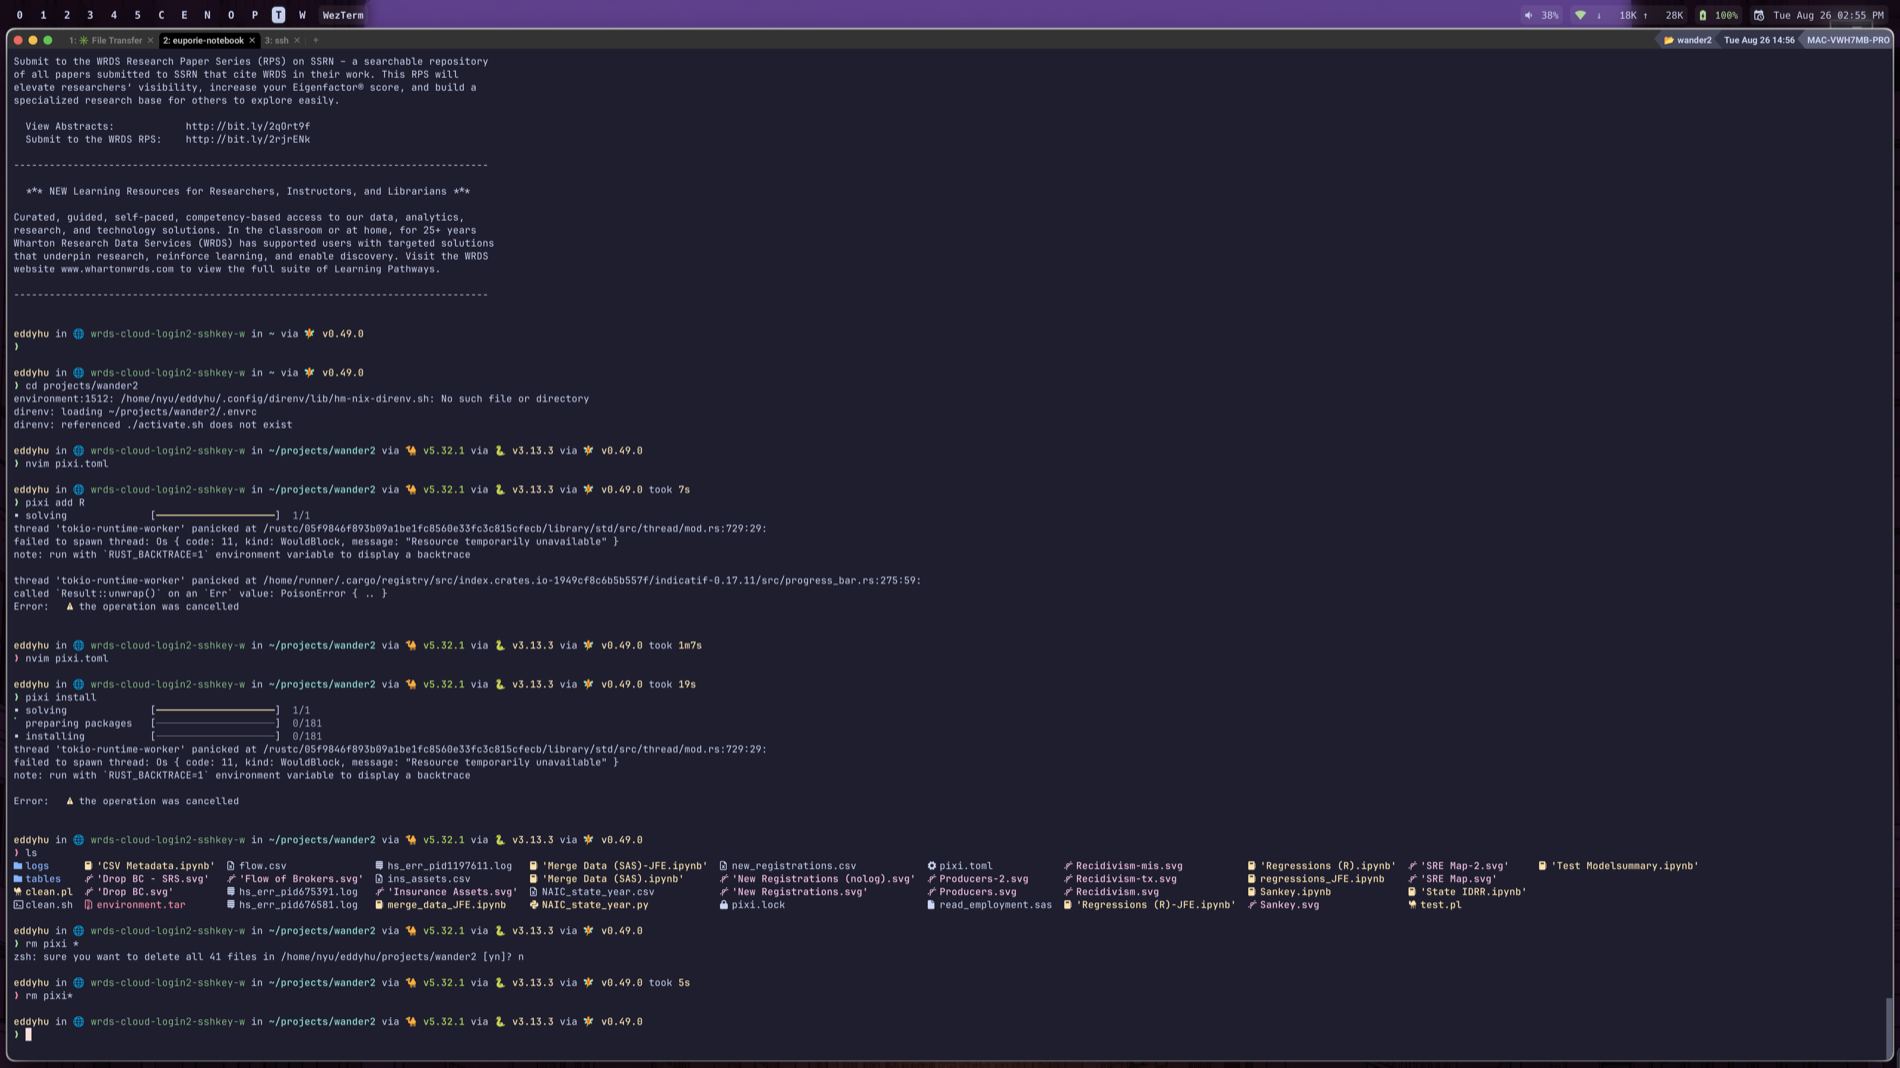 0 1 2 3 4 5 C E N O P T W WezTerm 38% ↓ 18K ↑ 28K 100% Tue Aug 26 02:55 PM
1: File Transfer × 2: euporie-notebook × 3: ssh × + wander2 Tue Aug 26 14:56 MAC-VWH7MB-PRO
Submit to the WRDS Research Paper Series (RPS) on SSRN – a searchable repository
of all papers submitted to SSRN that cite WRDS in their work. This RPS will
elevate researchers' visibility, increase your Eigenfactor® score, and build a
specialized research base for others to explore easily.
View Abstracts: http://bit.ly/2qOrt9f
Submit to the WRDS RPS: http://bit.ly/2rjrENk
--------------------------------------------------------------------------------
*** NEW Learning Resources for Researchers, Instructors, and Librarians ***
Curated, guided, self-paced, competency-based access to our data, analytics,
research, and technology solutions. In the classroom or at home, for 25+ years
Wharton Research Data Services (WRDS) has supported users with targeted solutions
that underpin research, reinforce learning, and enable discovery. Visit the WRDS
website www.whartonwrds.com to view the full suite of Learning Pathways.
--------------------------------------------------------------------------------
eddyhu in 🌐 wrds-cloud-login2-sshkey-w in ~ via v0.49.0
❯
eddyhu in 🌐 wrds-cloud-login2-sshkey-w in ~ via v0.49.0
❯ cd projects/wander2
environment:1512: /home/nyu/eddyhu/.config/direnv/lib/hm-nix-direnv.sh: No such file or directory
direnv: loading ~/projects/wander2/.envrc
direnv: referenced ./activate.sh does not exist
eddyhu in 🌐 wrds-cloud-login2-sshkey-w in ~/projects/wander2 via 🐪 v5.32.1 via 🐍 v3.13.3 via v0.49.0
❯ nvim pixi.toml
eddyhu in 🌐 wrds-cloud-login2-sshkey-w in ~/projects/wander2 via 🐪 v5.32.1 via 🐍 v3.13.3 via v0.49.0 took 7s
❯ pixi add R
▪ solving [────────────────────] 1/1
thread 'tokio-runtime-worker' panicked at /rustc/05f9846f893b09a1be1fc8560e33fc3c815cfecb/library/std/src/thread/mod.rs:729:29:
failed to spawn thread: Os { code: 11, kind: WouldBlock, message: "Resource temporarily unavailable" }
note: run with `RUST_BACKTRACE=1` environment variable to display a backtrace
thread 'tokio-runtime-worker' panicked at /home/runner/.cargo/registry/src/index.crates.io-1949cf8c6b5b557f/indicatif-0.17.11/src/progress_bar.rs:275:59:
called `Result::unwrap()` on an `Err` value: PoisonError { .. }
Error: ⚠ the operation was cancelled
eddyhu in 🌐 wrds-cloud-login2-sshkey-w in ~/projects/wander2 via 🐪 v5.32.1 via 🐍 v3.13.3 via v0.49.0 took 1m7s
❯ nvim pixi.toml
eddyhu in 🌐 wrds-cloud-login2-sshkey-w in ~/projects/wander2 via 🐪 v5.32.1 via 🐍 v3.13.3 via v0.49.0 took 19s
❯ pixi install
▪ solving [────────────────────] 1/1
preparing packages [────────────────────] 0/181
▪ installing [────────────────────] 0/181
thread 'tokio-runtime-worker' panicked at /rustc/05f9846f893b09a1be1fc8560e33fc3c815cfecb/library/std/src/thread/mod.rs:729:29:
failed to spawn thread: Os { code: 11, kind: WouldBlock, message: "Resource temporarily unavailable" }
note: run with `RUST_BACKTRACE=1` environment variable to display a backtrace
Error: ⚠ the operation was cancelled
eddyhu in 🌐 wrds-cloud-login2-sshkey-w in ~/projects/wander2 via 🐪 v5.32.1 via 🐍 v3.13.3 via v0.49.0
❯ ls
logs 'CSV Metadata.ipynb' flow.csv hs_err_pid1197611.log 'Merge Data (SAS)-JFE.ipynb' new_registrations.csv pixi.toml Recidivism-mis.svg 'Regressions (R).ipynb' 'SRE Map-2.svg' 'Test Modelsummary.ipynb'
tables 'Drop BC - SRS.svg' 'Flow of Brokers.svg' ins_assets.csv 'Merge Data (SAS).ipynb' 'New Registrations (nolog).svg' Producers-2.svg Recidivism-tx.svg regressions_JFE.ipynb 'SRE Map.svg'
clean.pl 'Drop BC.svg' hs_err_pid675391.log 'Insurance Assets.svg' NAIC_state_year.csv 'New Registrations.svg' Producers.svg Recidivism.svg Sankey.ipynb 'State IDRR.ipynb'
clean.sh environment.tar hs_err_pid676581.log merge_data_JFE.ipynb NAIC_state_year.py pixi.lock read_employment.sas 'Regressions (R)-JFE.ipynb' Sankey.svg test.pl
eddyhu in 🌐 wrds-cloud-login2-sshkey-w in ~/projects/wander2 via 🐪 v5.32.1 via 🐍 v3.13.3 via v0.49.0
❯ rm pixi *
zsh: sure you want to delete all 41 files in /home/nyu/eddyhu/projects/wander2 [yn]? n
eddyhu in 🌐 wrds-cloud-login2-sshkey-w in ~/projects/wander2 via 🐪 v5.32.1 via 🐍 v3.13.3 via v0.49.0 took 5s
❯ rm pixi*
eddyhu in 🌐 wrds-cloud-login2-sshkey-w in ~/projects/wander2 via 🐪 v5.32.1 via 🐍 v3.13.3 via v0.49.0
❯